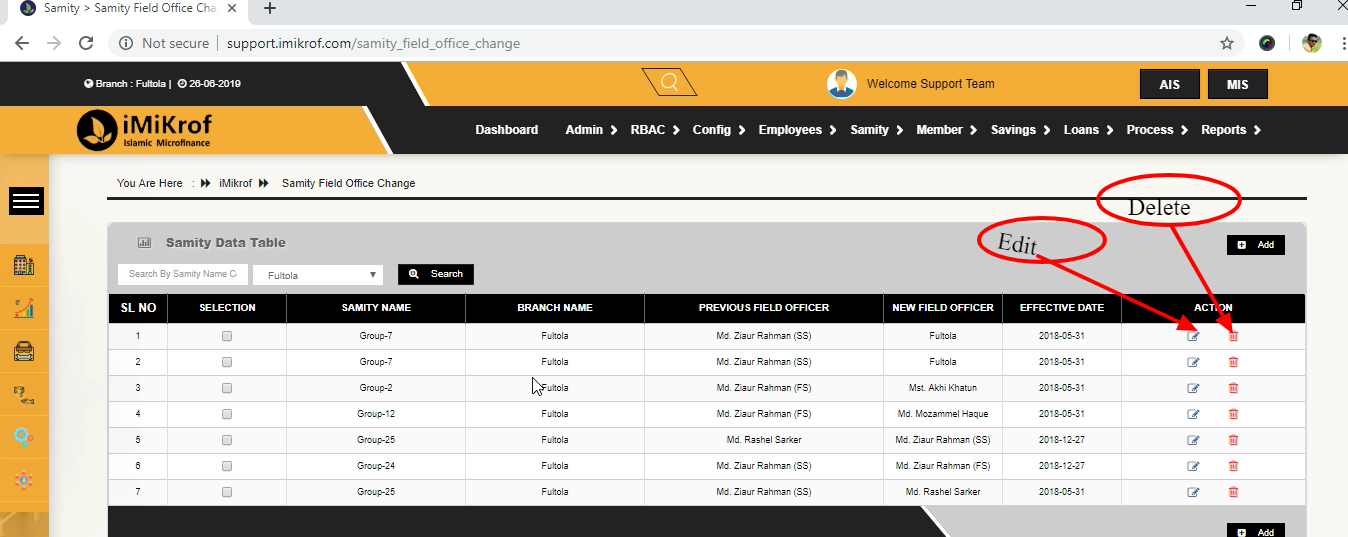 Samity > Samity Field Office Cha
Not secure | support.imikrof.com/samity_field_office_change
Branch : Fultola | 26-06-2019
Welcome Support Team
AIS
MIS
iMiKrof
Islamic Microfinance
Dashboard Admin RBAC Config Employees Samity Member Savings Loans Process Reports
You Are Here : iMikrof Samity Field Office Change
Delete
Edit
Samity Data Table
Add
Search By Samity Name Fultola Search
SL NO SELECTION SAMITY NAME BRANCH NAME PREVIOUS FIELD OFFICER NEW FIELD OFFICER EFFECTIVE DATE ACTION
1 Group-7 Fultola Md. Ziaur Rahman (SS) Fultola 2018-05-31
2 Group-7 Fultola Md. Ziaur Rahman (SS) Fultola 2018-05-31
3 Group-2 Fultola Md. Ziaur Rahman (FS) Mst. Akhi Khatun 2018-05-31
4 Group-12 Fultola Md. Ziaur Rahman (FS) Md. Mozammel Haque 2018-05-31
5 Group-25 Fultola Md. Rashel Sarker Md. Ziaur Rahman (SS) 2018-12-27
6 Group-24 Fultola Md. Ziaur Rahman (SS) Md. Ziaur Rahman (FS) 2018-12-27
7 Group-25 Fultola Md. Ziaur Rahman (SS) Md. Rashel Sarker 2018-05-31
Add